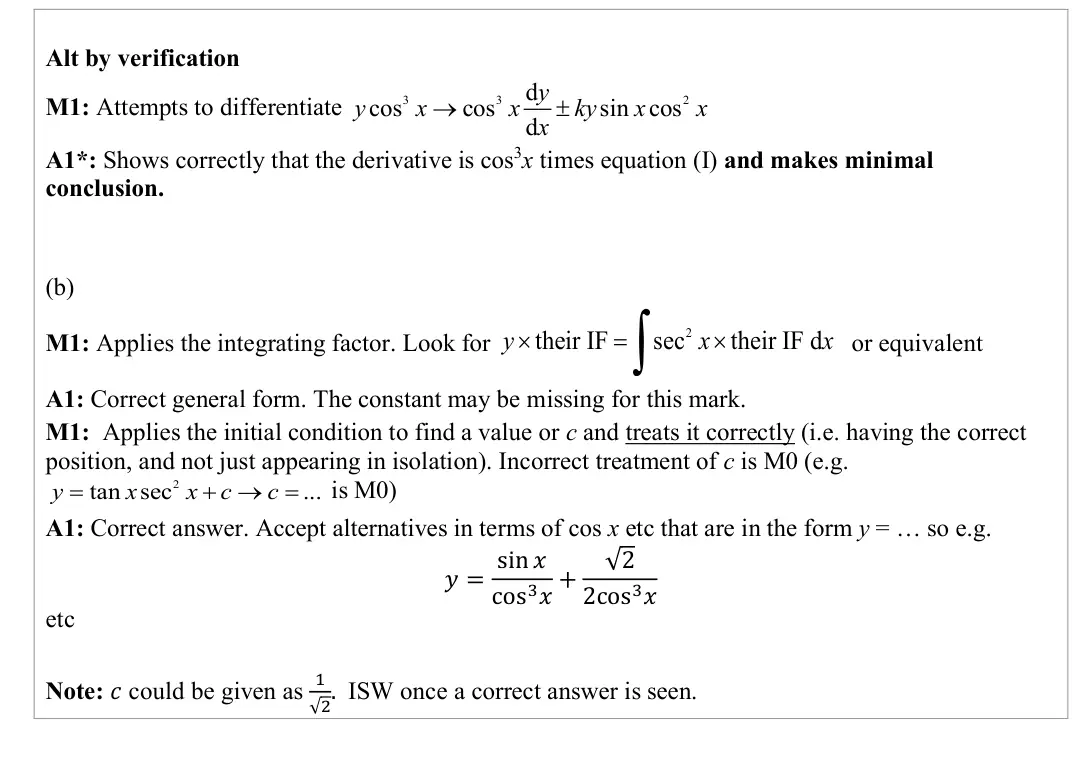 Alt by verification
M1: Attempts to differentiate y cos³ x → cos³ x dy/dx ± ky sin x cos² x
A1*: Shows correctly that the derivative is cos³x times equation (I) and makes minimal
conclusion.
(b)
M1: Applies the integrating factor. Look for y × their IF = ∫ sec² x × their IF dx or equivalent
A1: Correct general form. The constant may be missing for this mark.
M1: Applies the initial condition to find a value or c and treats it correctly (i.e. having the correct
position, and not just appearing in isolation). Incorrect treatment of c is M0 (e.g.
y = tan x sec² x + c → c = ... is M0)
A1: Correct answer. Accept alternatives in terms of cos x etc that are in the form y = … so e.g.
y = sin x/cos³x + √2/2cos³x
etc
Note: c could be given as 1/√2. ISW once a correct answer is seen.